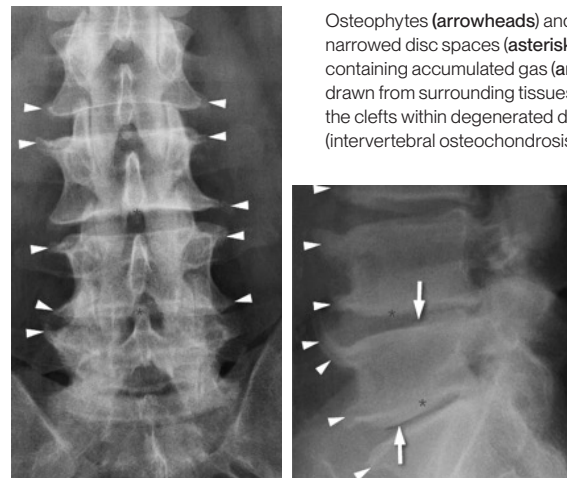 Osteophytes (arrowheads) and
narrowed disc spaces (asterisk
containing accumulated gas (ar
drawn from surrounding tissues
the clefts within degenerated d
(intervertebral osteochondrosis
*
*